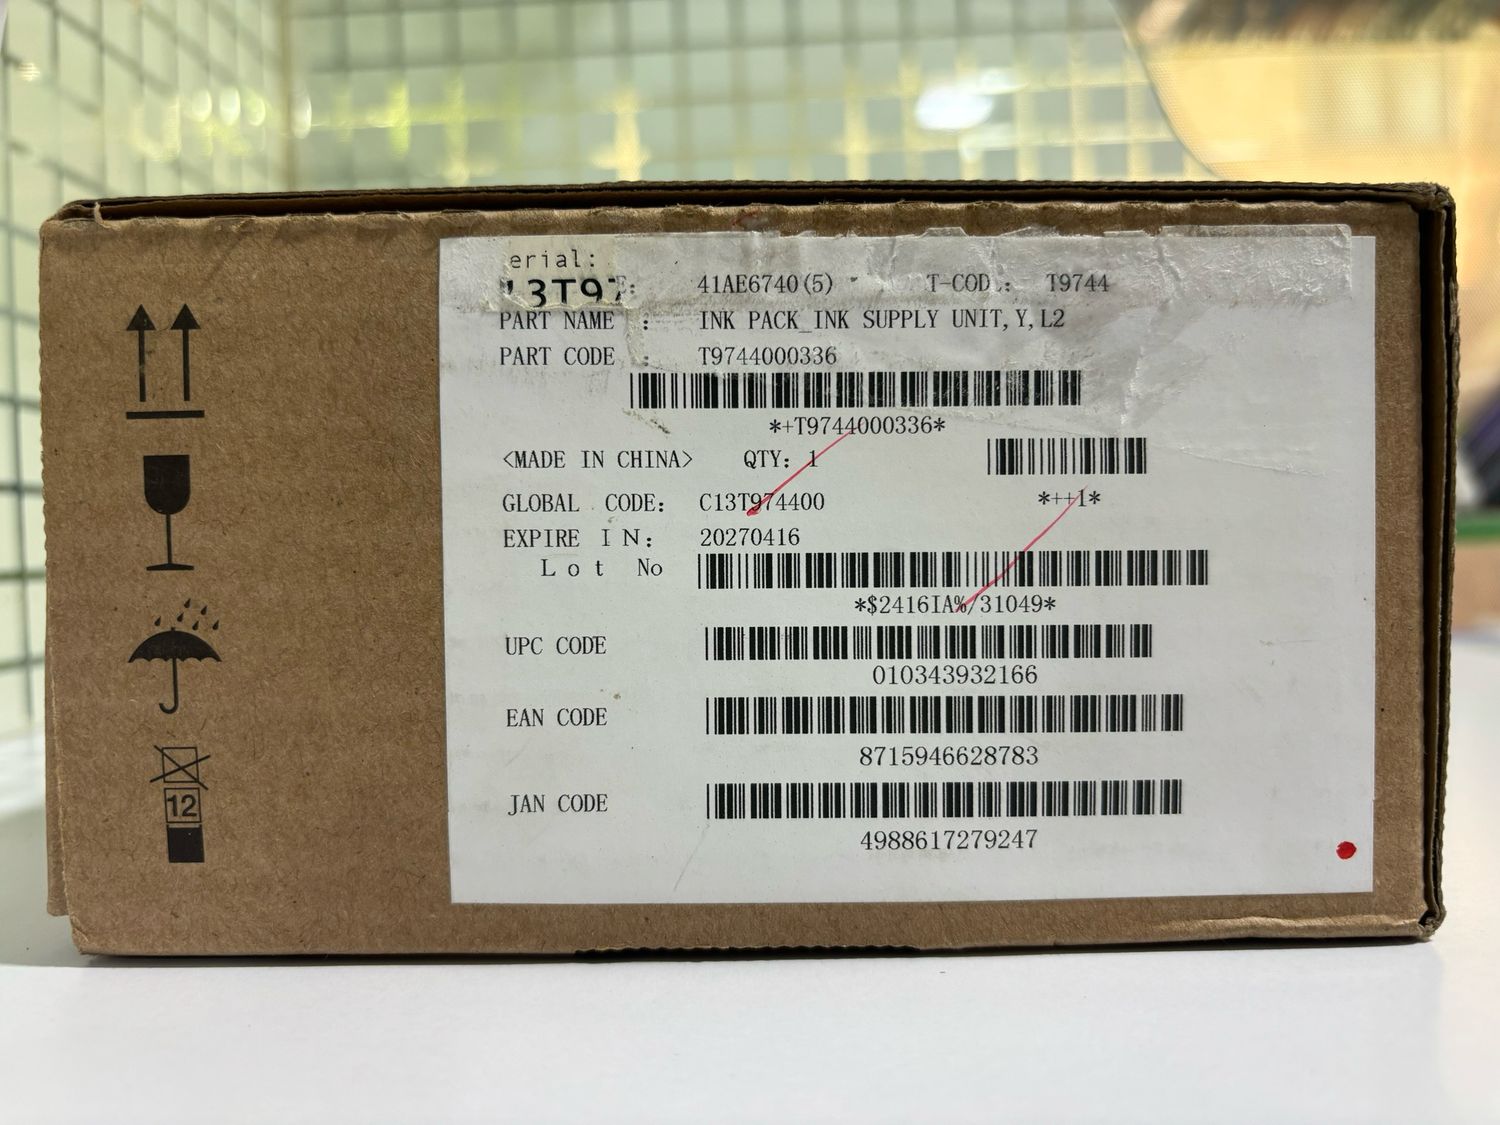 erial:
13T97 : 41AE6740(5) T-COD : T9744
PART NAME : INK PACK_INK SUPPLY UNIT,Y,L2
PART CODE : T9744000336
*+T9744000336*
<MADE IN CHINA> QTY: 1
GLOBAL CODE: C13T974400 *++1*
EXPIRE IN: 20270416
Lot No
*$2416IA%/31049*
UPC CODE
010343932166
EAN CODE
8715946628783
JAN CODE
4988617279247
12